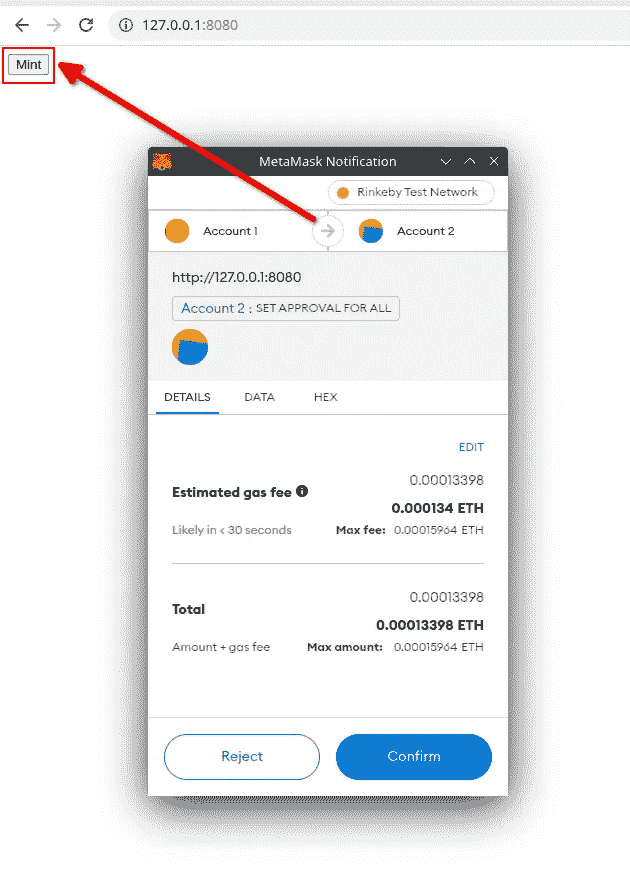 127.0.0.1:8080
Mint
MetaMask Notification
Rinkeby Test Network
Account 1 Account 2
http://127.0.0.1:8080
Account 2 : SET APPROVAL FOR ALL
DETAILS DATA HEX
EDIT
0.00013398
Estimated gas fee
0.000134 ETH
Likely in < 30 seconds Max fee: 0.00015964 ETH
0.00013398
Total
0.00013398 ETH
Amount + gas fee Max amount: 0.00015964 ETH
Reject Confirm